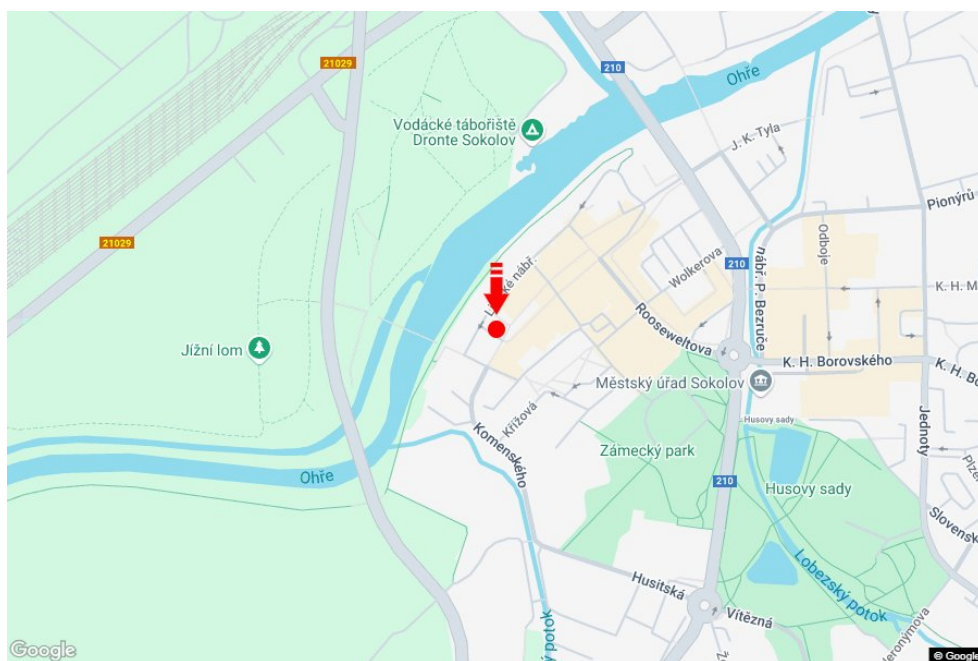 21029
210
Ohře
Vodácké tábořiště
Dronte Sokolov
J. K. Tyla
Pionýrů
21029
Odboje
nábř. P. Bezruče
210
Wolkerova
K. H.
Rooseweltova
Jižní lom
K. H. Borovského
K. H.
Městský úřad Sokolov
Křížová
Husovy sady
Jednoty
Komenského
Zámecký park
Ohře
210
Husovy sady
Slovensk
Lobezský potok
Husitská
Vítězná
potok
Google
© Google